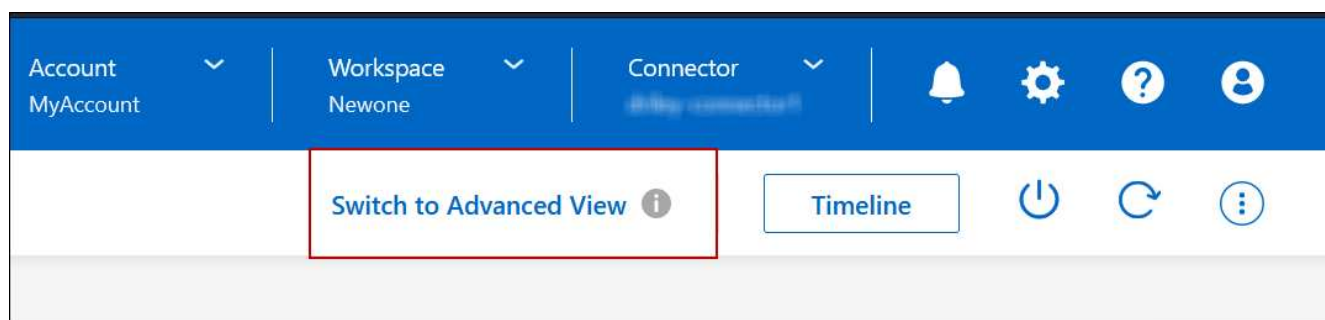 Account
MyAccount
Workspace
Newone
Connector
Switch to Advanced View
Timeline